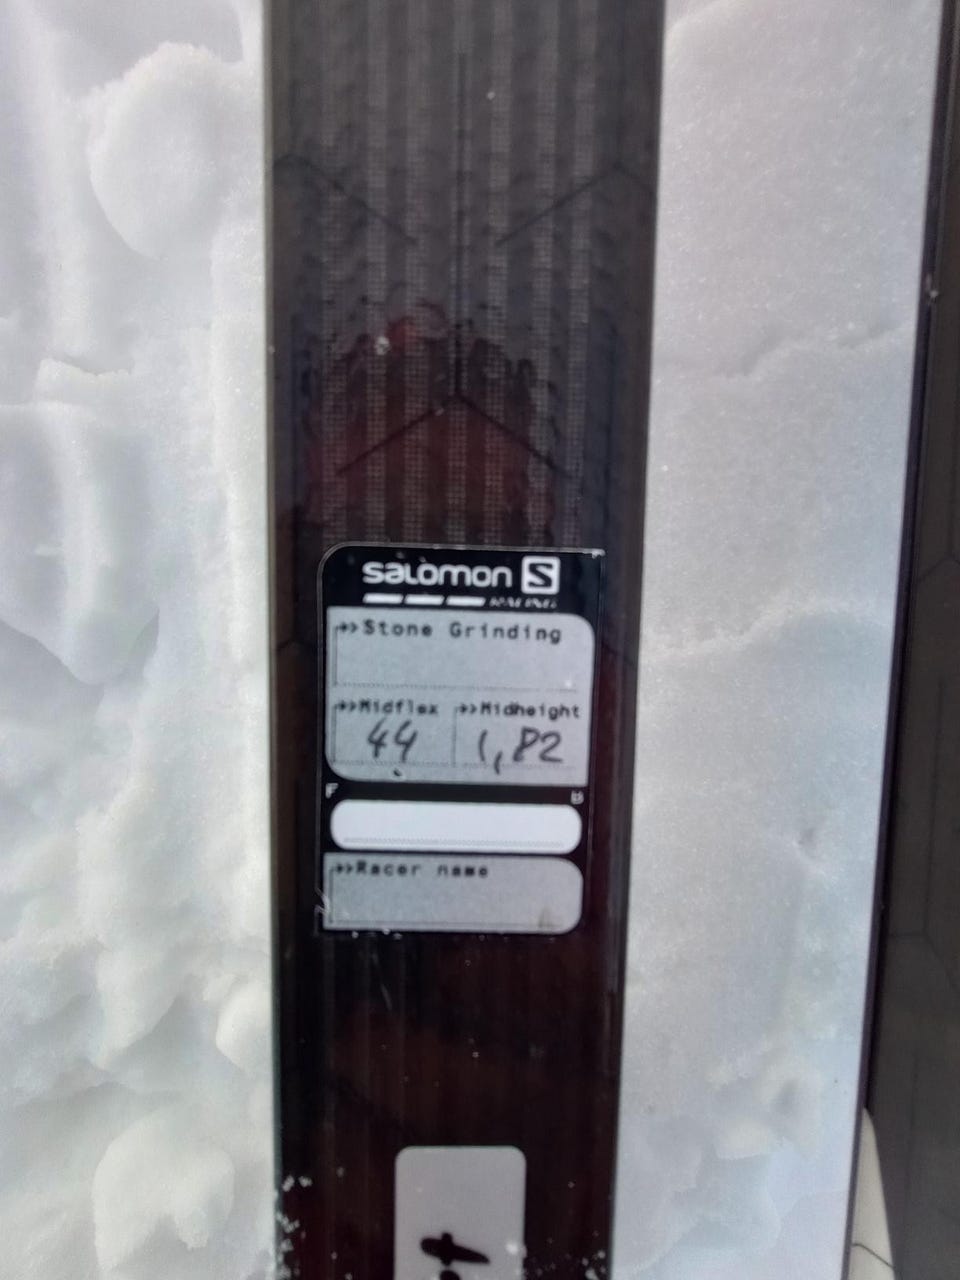 salomon S
RACING
Stone Grinding
Midflex Midheight
44 1,82
F B
Racer name